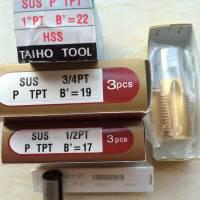 SUS P TPT
1"PT B'=22
HSS
TAIHO TOOL
SUS 3/4PT
P TPT B'=19
3pcs
SUS 1/2PT
P TPT B'=17
3pcs